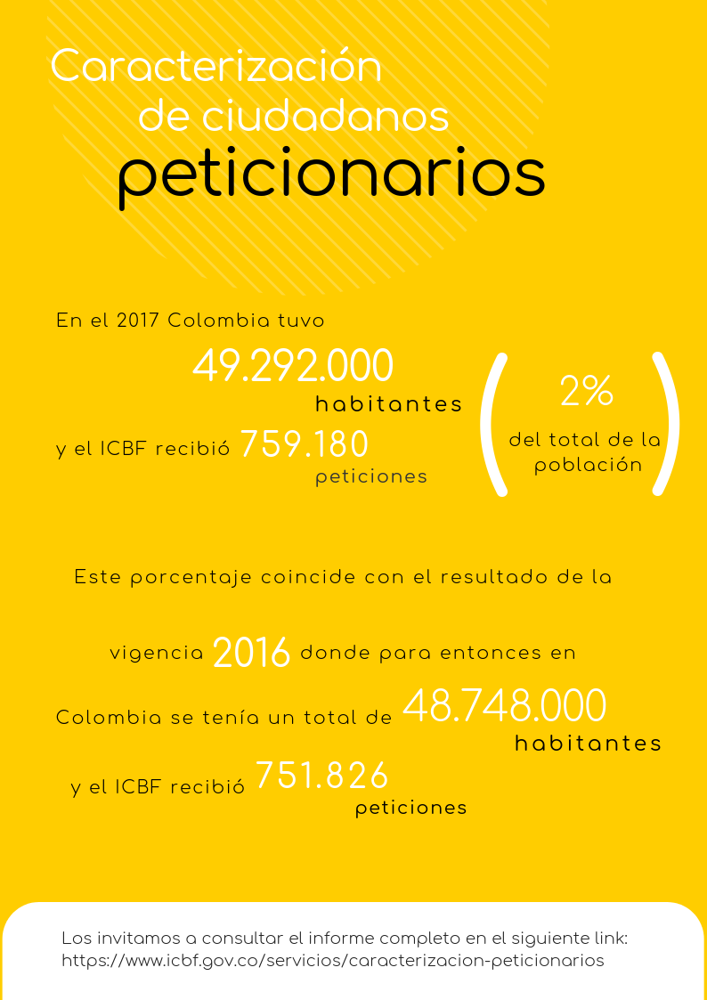 Caracterización
de ciudadanos
peticionarios
En el 2017 Colombia tuvo
49.292.000
habitantes
y el ICBF recibió 759.180
peticiones
2%
del total de la
población
Este porcentaje coincide con el resultado de la
vigencia 2016 donde para entonces en
Colombia se tenía un total de 48.748.000
habitantes
y el ICBF recibió 751.826
peticiones
Los invitamos a consultar el informe completo en el siguiente link:
https://www.icbf.gov.co/servicios/caracterizacion-peticionarios